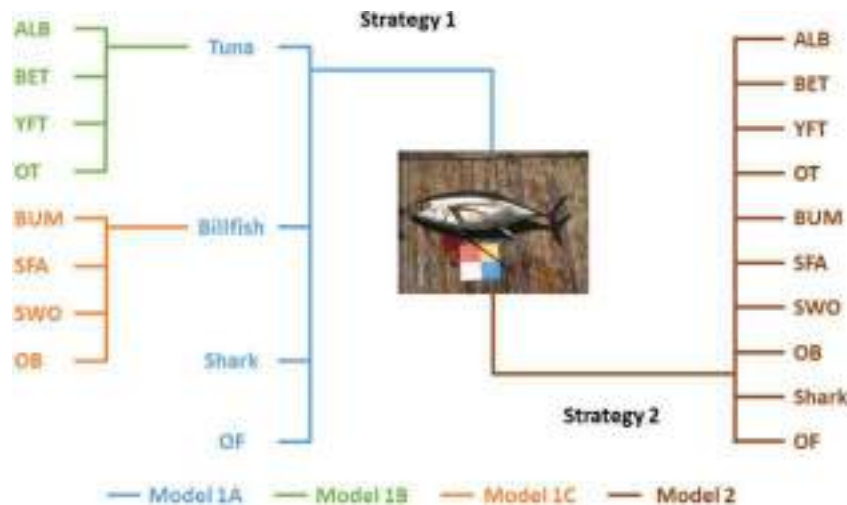 Strategy 1
ALB
BET
YFT
OT
BUM
SFA
SWO
OB
Tuna
Billfish
Shark
OF
ALB
BET
YFT
OT
BUM
SFA
SWO
OB
Shark
OF
Strategy 2
Model 1A Model 1B Model 1C Model 2